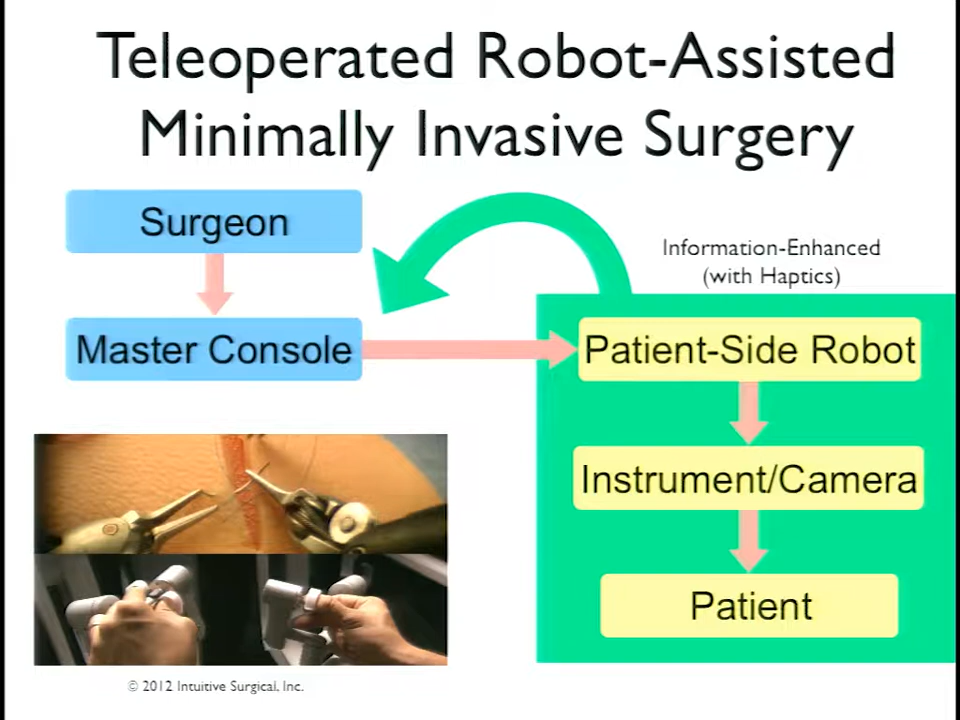 Teleoperated Robot-Assisted
Minimally Invasive Surgery
Surgeon
Information-Enhanced
(with Haptics)
Master Console
Patient-Side Robot
Instrument/Camera
Patient
© 2012 Intuitive Surgical, Inc.